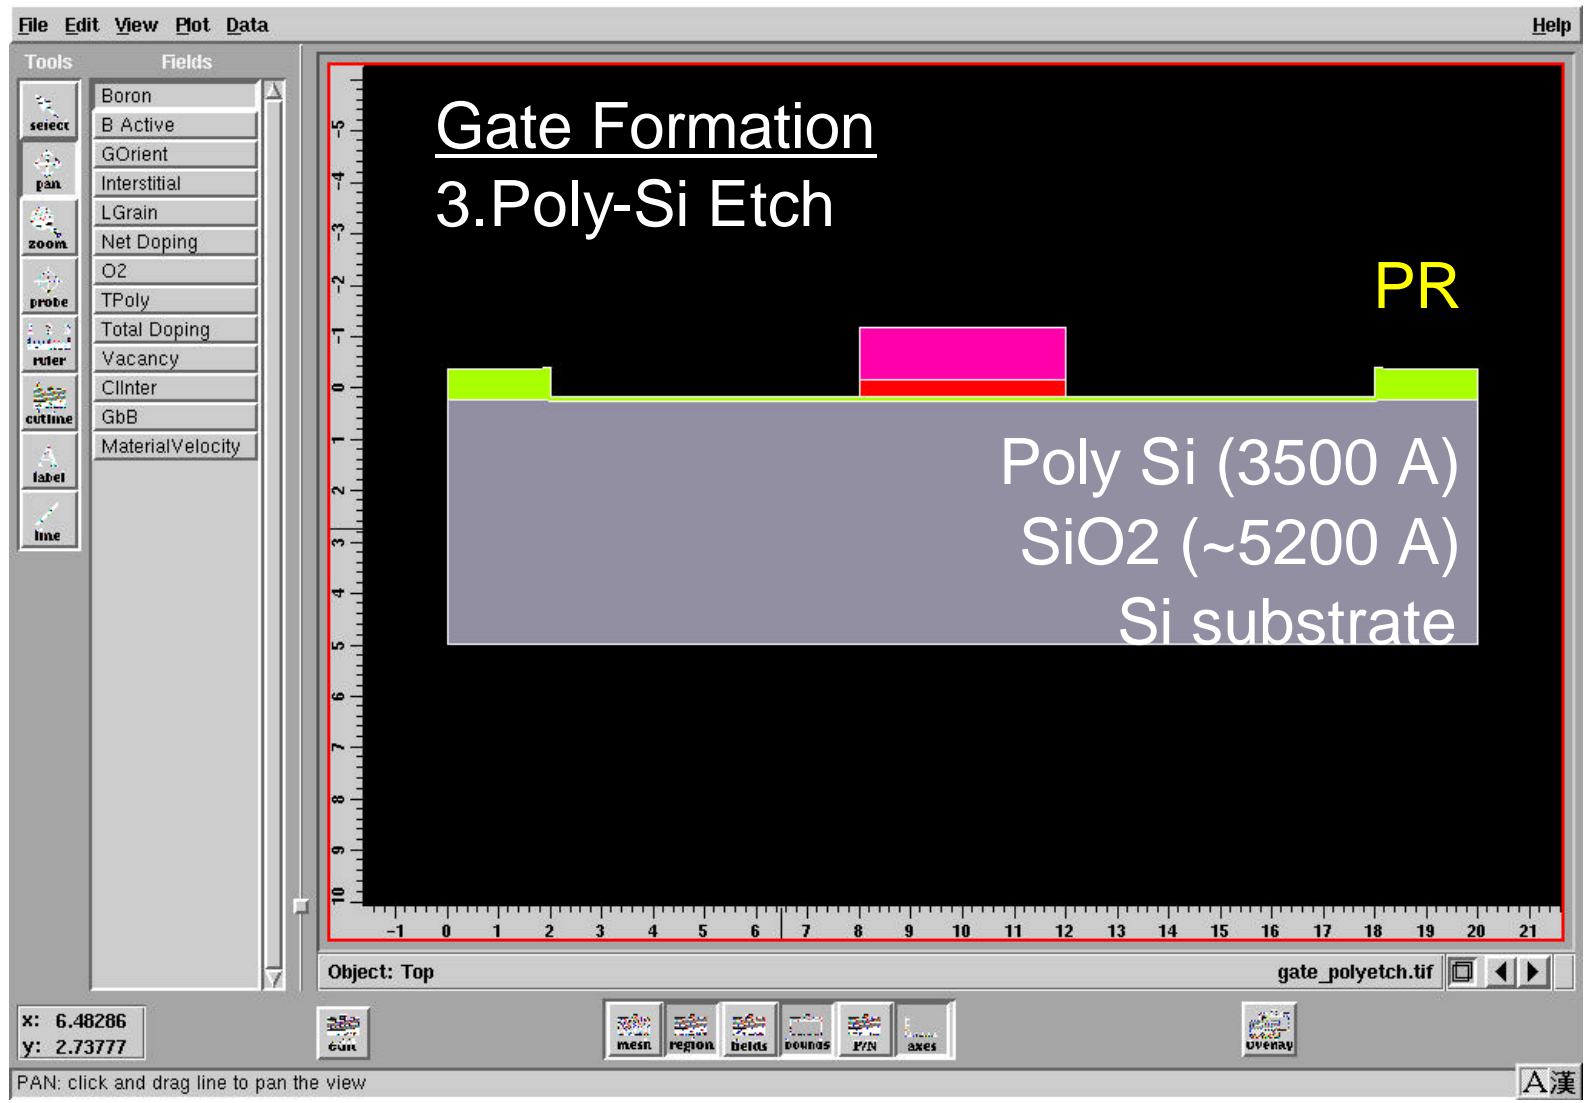 File Edit View Plot Data Help
Tools Fields
select
pan
zoom
probe
ruler
cutline
label
line
Boron
B Active
GOrient
Interstitial
LGrain
Net Doping
O2
TPoly
Total Doping
Vacancy
CIInter
GbB
MaterialVelocity
Gate Formation
3.Poly-Si Etch
PR
Poly Si (3500 A)
SiO2 (~5200 A)
Si substrate
-5
-4
-3
-2
-1
0
1
2
3
4
5
6
7
8
9
10
-1 0 1 2 3 4 5 6 7 8 9 10 11 12 13 14 15 16 17 18 19 20 21
Object: Top gate_polyetch.tif
x: 6.48286
y: 2.73777
mesh region fields bounds P/N axes
overlay
PAN: click and drag line to pan the view
A漢